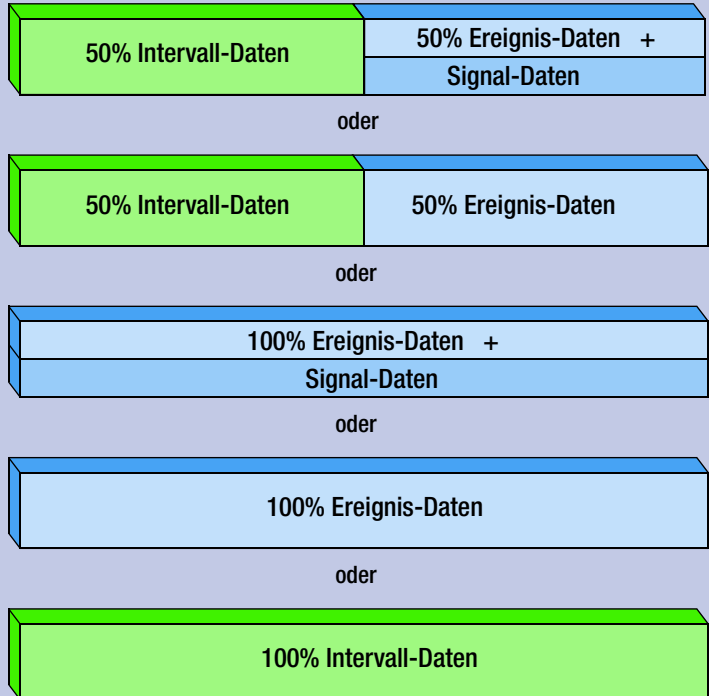 50% Intervall-Daten
50% Ereignis-Daten +
Signal-Daten
oder
50% Intervall-Daten
50% Ereignis-Daten
oder
100% Ereignis-Daten +
Signal-Daten
oder
100% Ereignis-Daten
oder
100% Intervall-Daten